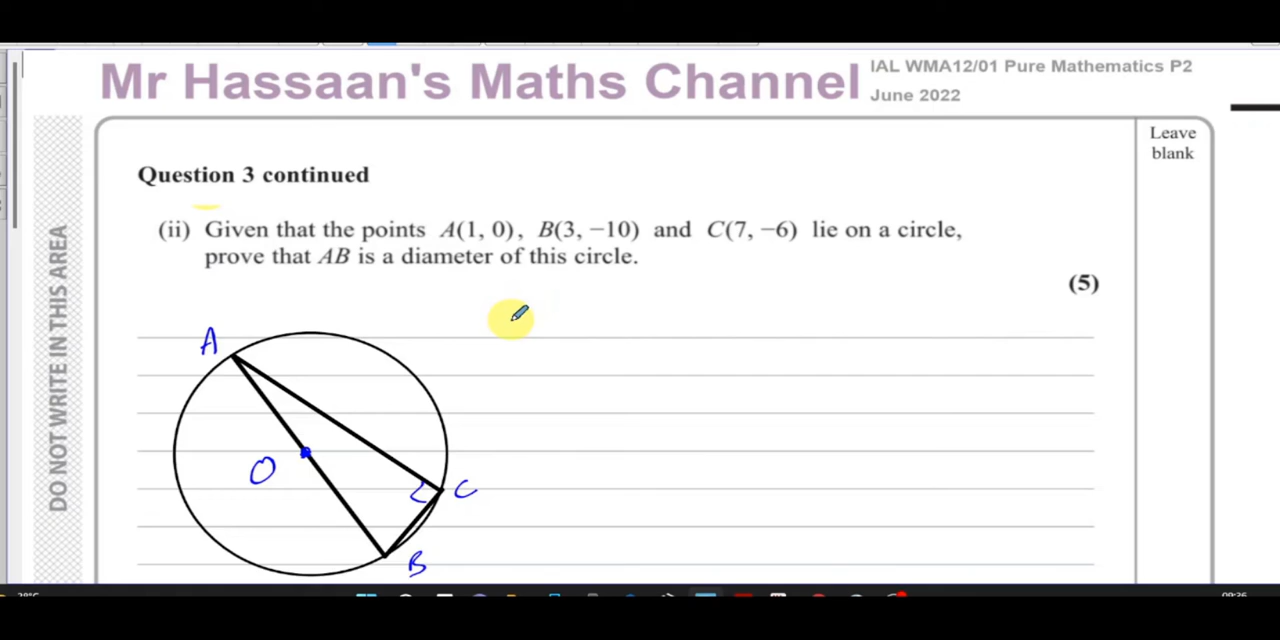 Mr Hassaan's Maths Channel
IAL WMA12/01 Pure Mathematics P2
June 2022
Leave
blank
Question 3 continued
(ii) Given that the points A(1, 0), B(3, −10) and C(7, −6) lie on a circle,
prove that AB is a diameter of this circle.
(5)
DO NOT WRITE IN THIS AREA
A
O
C
B